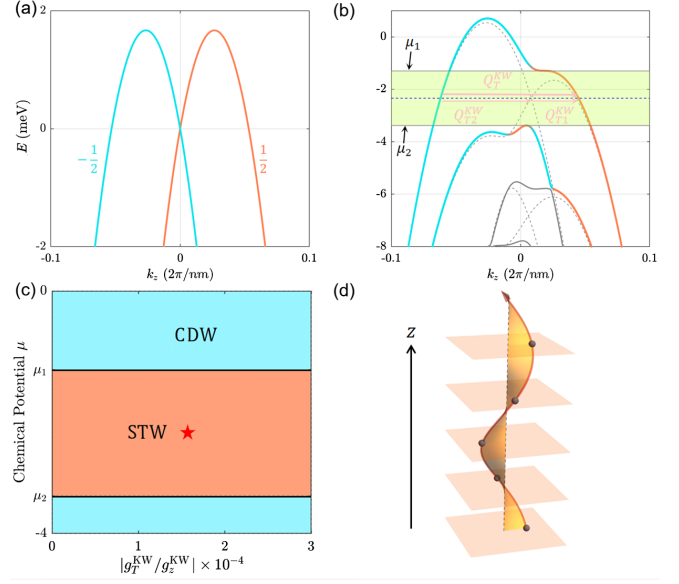 (a)
2
0
2
E (meV)
-1/2
1/2
-0.1
0
0.1
k_z (2π/nm)
(b)
0
-2
-4
-6
-8
μ₁
μ₂
Q_T^KW
Q_T2^KW
Q_T1^KW
-0.1
0
0.1
k_z (2π/nm)
(c)
0
μ₁
μ₂
-4
Chemical Potential μ
CDW
STW
0
1
2
3
|g_T^KW/g_z^KW| × 10⁻⁴
(d)
Z